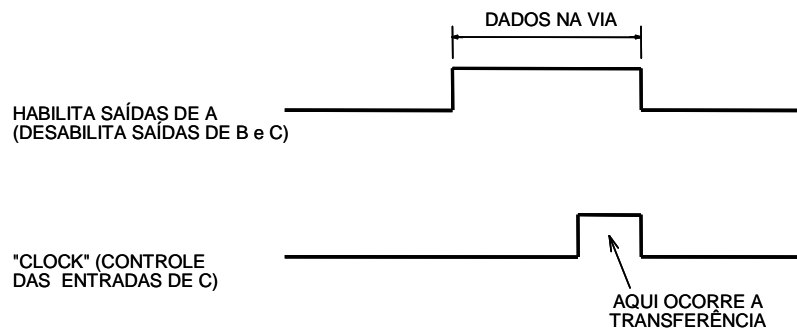 DADOS NA VIA
HABILITA SAÍDAS DE A
(DESABILITA SAÍDAS DE B e C)
"CLOCK" (CONTROLE
DAS ENTRADAS DE C)
AQUI OCORRE A
TRANSFERÊNCIA